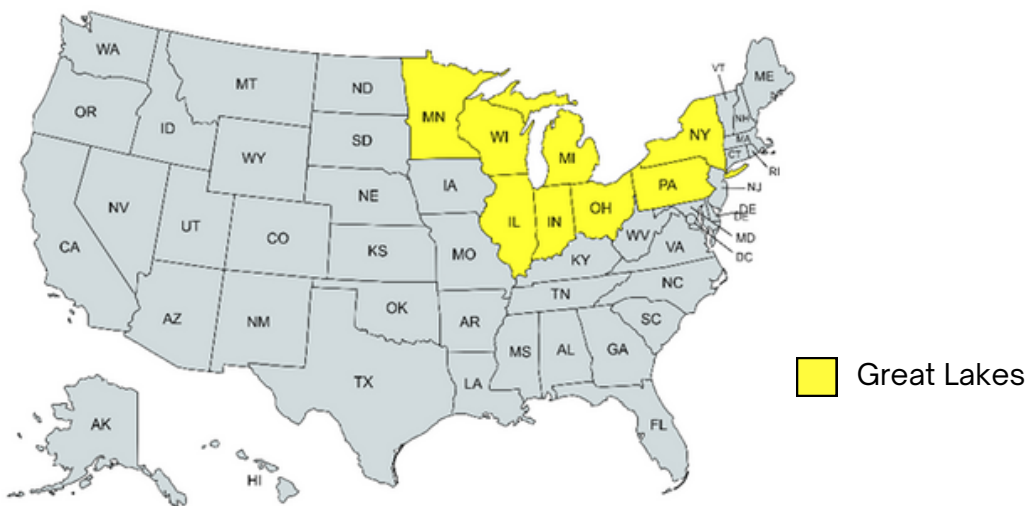 WA
MT
ND
MN
OR
ID
WY
SD
WI
MI
NY
VT
ME
NH
MA
CT
RI
NV
UT
CO
NE
IA
IL
IN
OH
PA
NJ
DE
DE
MD
DC
CA
KS
MO
KY
WV
VA
AZ
NM
OK
AR
TN
NC
SC
TX
LA
MS
AL
GA
FL
AK
HI
Great Lakes